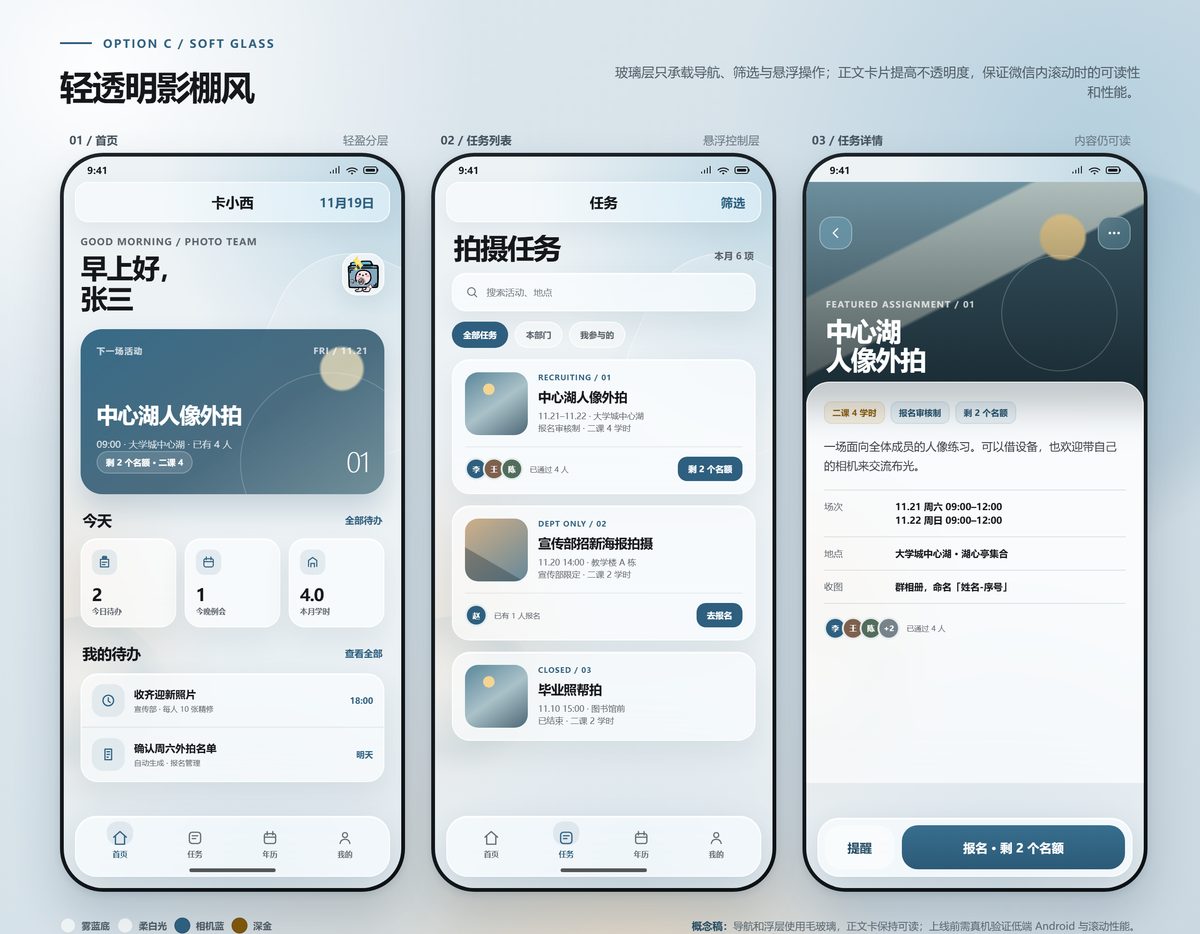 OPTION C / SOFT GLASS
轻透明影棚风
玻璃层只承载导航、筛选与悬浮操作；正文卡片提高不透明度，保证微信内滚动时的可读性
和性能。
01 / 首页
轻盈分层
9:41
卡小西
11月19日
GOOD MORNING / PHOTO TEAM
早上好，
张三
下一场活动
FRI / 11.21
中心湖人像外拍
09:00 · 大学城中心湖 · 已有 4 人
剩 2 个名额 · 二课 4
01
今天
全部待办
2
今日待办
1
今晚例会
4.0
本月学时
我的待办
查看全部
收齐迎新照片
宣传部 · 每人 10 张精修
18:00
确认周六外拍名单
自动生成 · 报名管理
明天
首页
任务
年历
我的
02 / 任务列表
悬浮控制层
9:41
任务
筛选
拍摄任务
本月 6 项
搜索活动、地点
全部任务
本部门
我参与的
RECRUITING / 01
中心湖人像外拍
11.21–11.22 · 大学城中心湖
报名审核制 · 二课 4 学时
李
王
陈
已通过 4 人
剩 2 个名额
DEPT ONLY / 02
宣传部招新海报拍摄
11.20 14:00 · 教学楼 A 栋
宣传部限定 · 二课 2 学时
赵
已有 1 人报名
去报名
CLOSED / 03
毕业照帮拍
11.10 15:00 · 图书馆前
已结束 · 二课 2 学时
首页
任务
年历
我的
03 / 任务详情
内容仍可读
9:41
FEATURED ASSIGNMENT / 01
中心湖
人像外拍
二课 4 学时
报名审核制
剩 2 个名额
一场面向全体成员的人像练习。可以借设备，也欢迎带自己
的相机来交流布光。
场次
11.21 周六 09:00–12:00
11.22 周日 09:00–12:00
地点
大学城中心湖 · 湖心亭集合
收图
群相册，命名「姓名-序号」
李
王
陈
+2
已通过 4 人
提醒
报名 · 剩 2 个名额
雾蓝底
柔白光
相机蓝
深金
概念稿：导航和浮层使用毛玻璃，正文卡保持可读；上线前需真机验证低端 Android 与滚动性能。